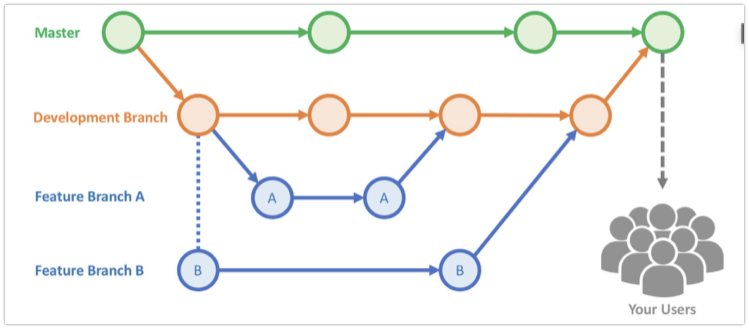 Master
Development Branch
Feature Branch A
A
A
Feature Branch B
B
B
Your Users